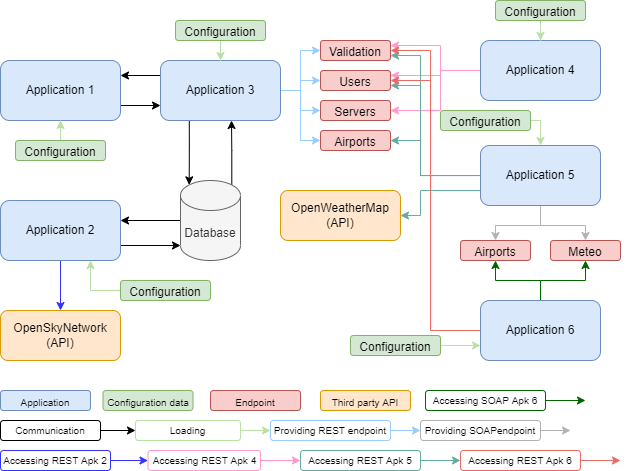 Configuration
Configuration
Validation
Application 4
Application 1
Application 3
Users
Servers
Configuration
Configuration
Airports
Application 5
OpenWeatherMap
(API)
Application 2
Database
Airports
Meteo
Configuration
OpenSkyNetwork
(API)
Application 6
Configuration
Application
Configuration data
Endpoint
Third party API
Accessing SOAP Apk 6
Communication
Loading
Providing REST endpoint
Providing SOAPendpoint
Accessing REST Apk 2
Accessing REST Apk 4
Accessing REST Apk 5
Accessing REST Apk 6